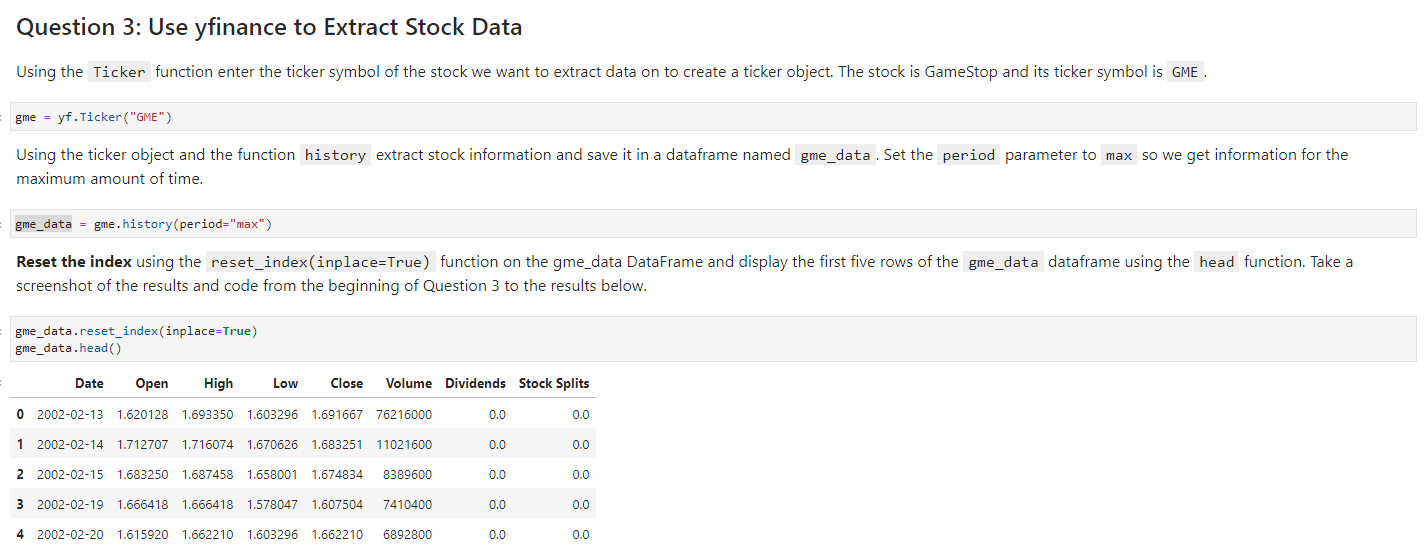 Question 3: Use yfinance to Extract Stock Data
Using the Ticker function enter the ticker symbol of the stock we want to extract data on to create a ticker object. The stock is GameStop and its ticker symbol is GME .
gme = yf.Ticker("GME")
Using the ticker object and the function history extract stock information and save it in a dataframe named gme_data . Set the period parameter to max so we get information for the
maximum amount of time.
gme_data = gme.history(period="max")
Reset the index using the reset_index(inplace=True) function on the gme_data DataFrame and display the first five rows of the gme_data dataframe using the head function. Take a
screenshot of the results and code from the beginning of Question 3 to the results below.
gme_data.reset_index(inplace=True)
gme_data.head()
Date Open High Low Close Volume Dividends Stock Splits
0 2002-02-13 1.620128 1.693350 1.603296 1.691667 76216000 0.0 0.0
1 2002-02-14 1.712707 1.716074 1.670626 1.683251 11021600 0.0 0.0
2 2002-02-15 1.683250 1.687458 1.658001 1.674834 8389600 0.0 0.0
3 2002-02-19 1.666418 1.666418 1.578047 1.607504 7410400 0.0 0.0
4 2002-02-20 1.615920 1.662210 1.603296 1.662210 6892800 0.0 0.0